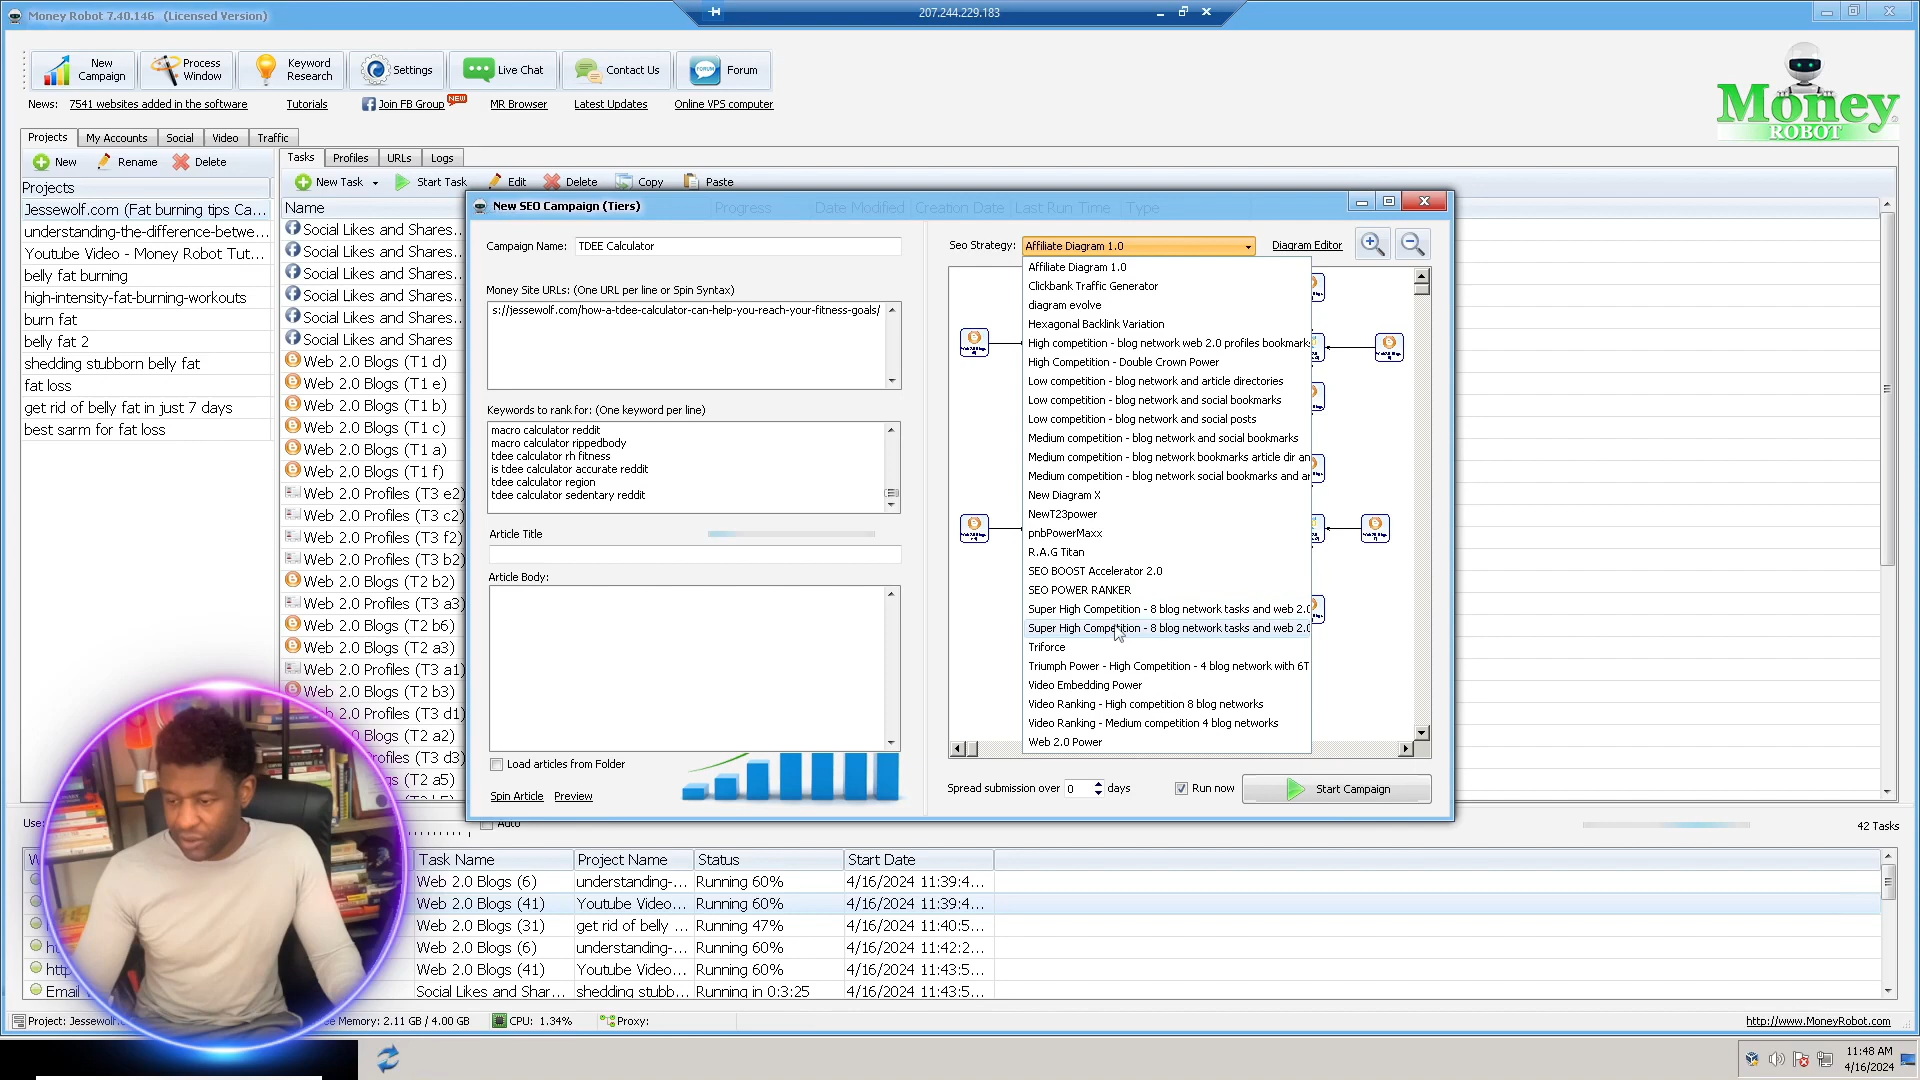 Money Robot 7.40.146 (Licensed Version)
207.244.229.183
New Campaign
Process Window
Keyword Research
Settings
Live Chat
Contact Us
Forum
News:
7541 websites added in the software
Tutorials
Join FB Group
NEW
MR Browser
Latest Updates
Online VPS computer
Money
ROBOT
Projects
My Accounts
Social
Video
Traffic
New
Rename
Delete
Projects
Jessewolf.com (Fat burning tips Ca...
understanding-the-difference-betwe...
Youtube Video - Money Robot Tut...
belly fat burning
high-intensity-fat-burning-workouts
burn fat
belly fat 2
shedding stubborn belly fat
fat loss
get rid of belly fat in just 7 days
best sarm for fat loss
Tasks
Profiles
URLs
Logs
New Task
Start Task
Edit
Delete
Copy
Paste
Name
Progress
Date Modified
Creation Date
Last Run Time
Type
Social Likes and Shares...
Social Likes and Shares...
Social Likes and Shares...
Social Likes and Shares...
Social Likes and Shares...
Social Likes and Shares
Web 2.0 Blogs (T1 d)
Web 2.0 Blogs (T1 e)
Web 2.0 Blogs (T1 b)
Web 2.0 Blogs (T1 c)
Web 2.0 Blogs (T1 a)
Web 2.0 Blogs (T1 f)
Web 2.0 Profiles (T3 e2)
Web 2.0 Profiles (T3 c2)
Web 2.0 Profiles (T3 f2)
Web 2.0 Profiles (T3 b2)
Web 2.0 Blogs (T2 b2)
Web 2.0 Profiles (T3 a3)
Web 2.0 Blogs (T2 b6)
Web 2.0 Blogs (T2 a3)
Web 2.0 Profiles (T3 a1)
Web 2.0 Blogs (T2 b3)
2.0 Profiles (T3 d1)
Blogs (T2 a2)
Profiles (T3 d3)
Blogs (T2 a5)
New SEO Campaign (Tiers)
Campaign Name:
TDEE Calculator
Money Site URLs: (One URL per line or Spin Syntax)
s://jessewolf.com/how-a-tdee-calculator-can-help-you-reach-your-fitness-goals/
Keywords to rank for: (One keyword per line)
macro calculator reddit
macro calculator rippedbody
tdee calculator rh fitness
is tdee calculator accurate reddit
tdee calculator region
tdee calculator sedentary reddit
Article Title
Article Body:
Load articles from Folder
Spin Article
Preview
Seo Strategy:
Affiliate Diagram 1.0
Diagram Editor
Affiliate Diagram 1.0
Clickbank Traffic Generator
diagram evolve
Hexagonal Backlink Variation
High competition - blog network web 2.0 profiles bookmark
High Competition - Double Crown Power
Low competition - blog network and article directories
Low competition - blog network and social bookmarks
Low competition - blog network and social posts
Medium competition - blog network and social bookmarks
Medium competition - blog network bookmarks article dir an
Medium competition - blog network social bookmarks and ar
New Diagram X
NewT23power
pnbPowerMaxx
R.A.G Titan
SEO BOOST Accelerator 2.0
SEO POWER RANKER
Super High Competition - 8 blog network tasks and web 2.0
Super High Competition - 8 blog network tasks and web 2.0
Triforce
Triumph Power - High Competition - 4 blog network with 6T
Video Embedding Power
Video Ranking - High competition 8 blog networks
Video Ranking - Medium competition 4 blog networks
Web 2.0 Power
Spread submission over
0
days
Run now
Start Campaign
Use:
Auto
42 Tasks
Task Name
Project Name
Status
Start Date
Web 2.0 Blogs (6)
understanding-...
Running 60%
4/16/2024 11:39:4...
Web 2.0 Blogs (41)
Youtube Video...
Running 60%
4/16/2024 11:39:4...
Web 2.0 Blogs (31)
get rid of belly ...
Running 47%
4/16/2024 11:40:5...
Web 2.0 Blogs (6)
understanding-...
Running 60%
4/16/2024 11:42:2...
http
Web 2.0 Blogs (41)
Youtube Video...
Running 60%
4/16/2024 11:43:5...
Email
Social Likes and Shar...
shedding stubb...
Running in 0:3:25
4/16/2024 11:43:5...
Project: Jessewolf.
Memory: 2.11 GB / 4.00 GB
CPU: 1.34%
Proxy:
http://www.MoneyRobot.com
11:48 AM
4/16/2024